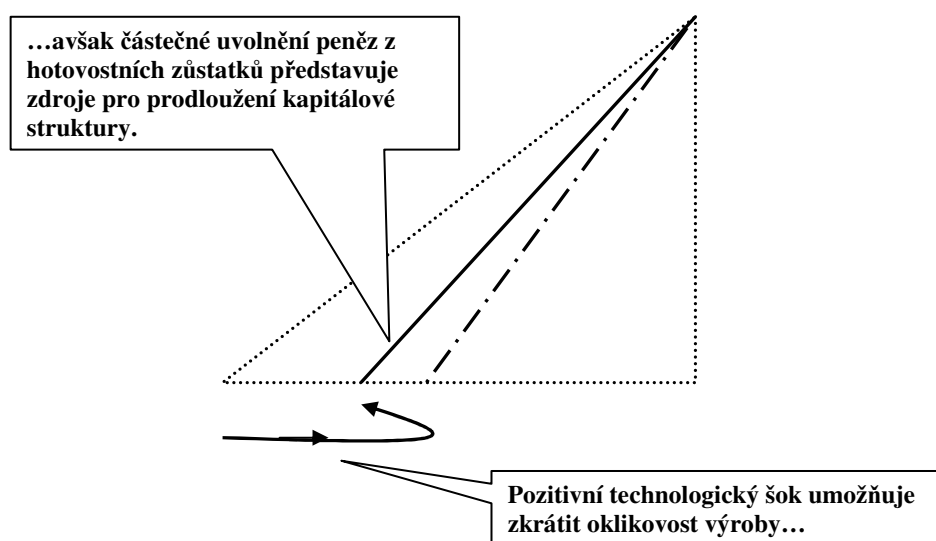 …avšak částečné uvolnění peněz z
hotovostních zůstatků představuje
zdroje pro prodloužení kapitálové
struktury.
Pozitivní technologický šok umožňuje
zkrátit oklikovost výroby…